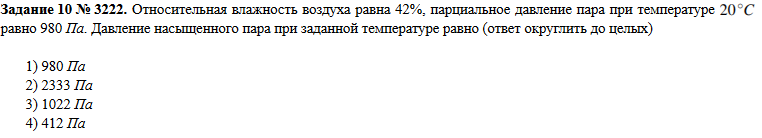 Задание 10 № 3222. Относительная влажность воздуха равна 42%, парциальное давление пара при температуре 20°C
равно 980 Па. Давление насыщенного пара при заданной температуре равно (ответ округлить до целых)
1) 980 Па
2) 2333 Па
3) 1022 Па
4) 412 Па